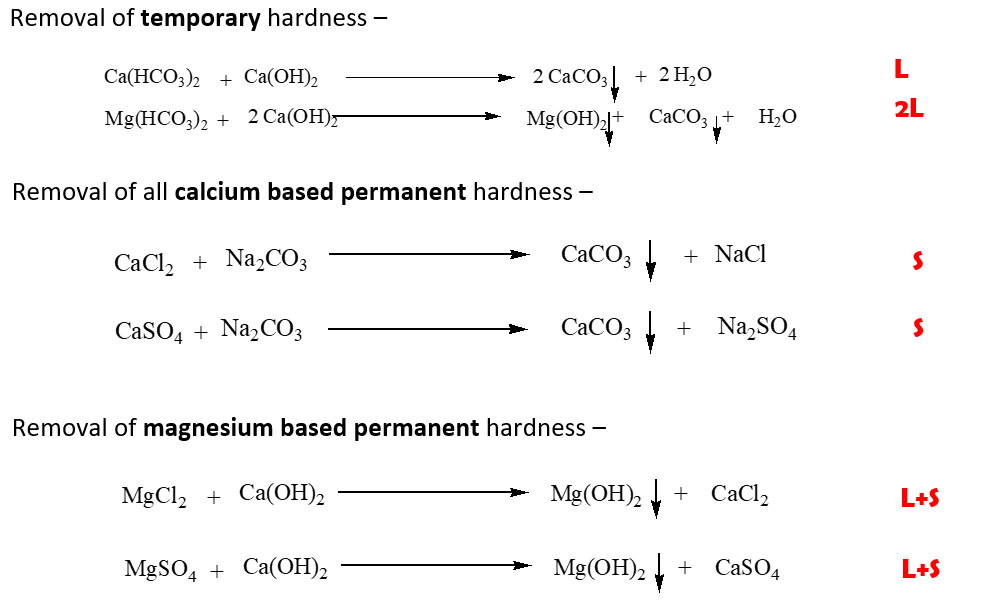 Removal of temporary hardness –
Ca(HCO₃)₂ + Ca(OH)₂ ⟶ 2 CaCO₃↓ + 2 H₂O L
Mg(HCO₃)₂ + 2 Ca(OH)₂ ⟶ Mg(OH)₂↓ + CaCO₃↓ + H₂O 2L
Removal of all calcium based permanent hardness –
CaCl₂ + Na₂CO₃ ⟶ CaCO₃↓ + NaCl S
CaSO₄ + Na₂CO₃ ⟶ CaCO₃↓ + Na₂SO₄ S
Removal of magnesium based permanent hardness –
MgCl₂ + Ca(OH)₂ ⟶ Mg(OH)₂↓ + CaCl₂ L+S
MgSO₄ + Ca(OH)₂ ⟶ Mg(OH)₂↓ + CaSO₄ L+S